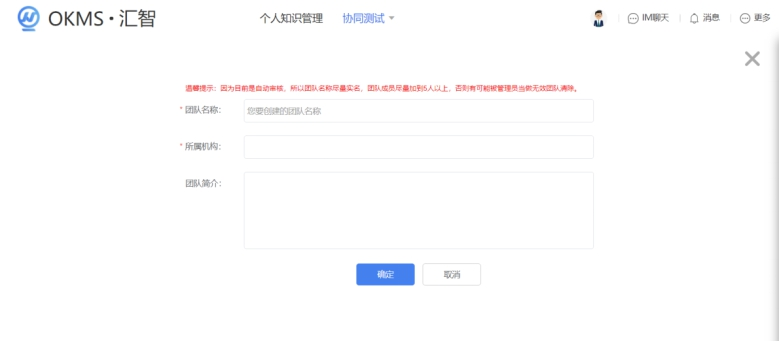 OKMS·汇智
个人知识管理
协同测试
IM聊天
消息
更多
温馨提示：因为目前是自动审核，所以团队名称尽量实名，团队成员尽量加到5人以上，否则有可能被管理员当做无效团队清除。
* 团队名称：
您要创建的团队名称
* 所属机构：
团队简介：
确定
取消